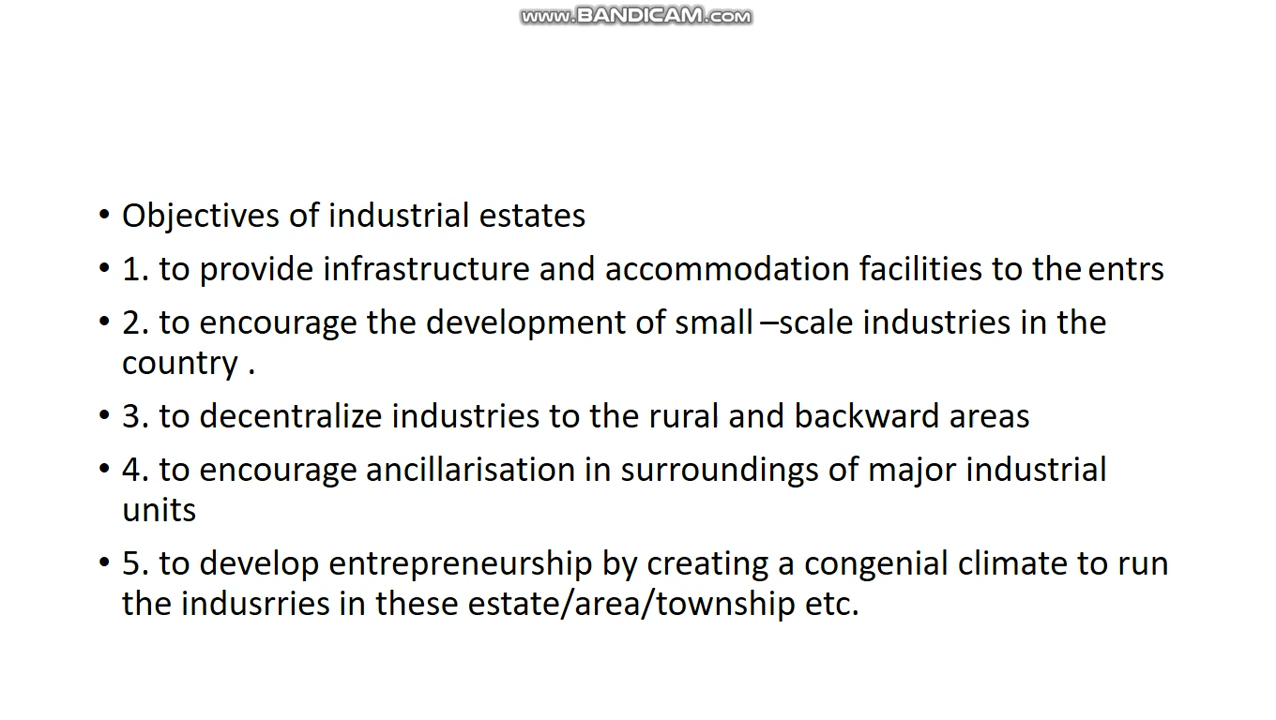 www.BANDICAM.com
• Objectives of industrial estates
• 1. to provide infrastructure and accommodation facilities to the entrs
• 2. to encourage the development of small –scale industries in the
country .
• 3. to decentralize industries to the rural and backward areas
• 4. to encourage ancillarisation in surroundings of major industrial
units
• 5. to develop entrepreneurship by creating a congenial climate to run
the indusrries in these estate/area/township etc.